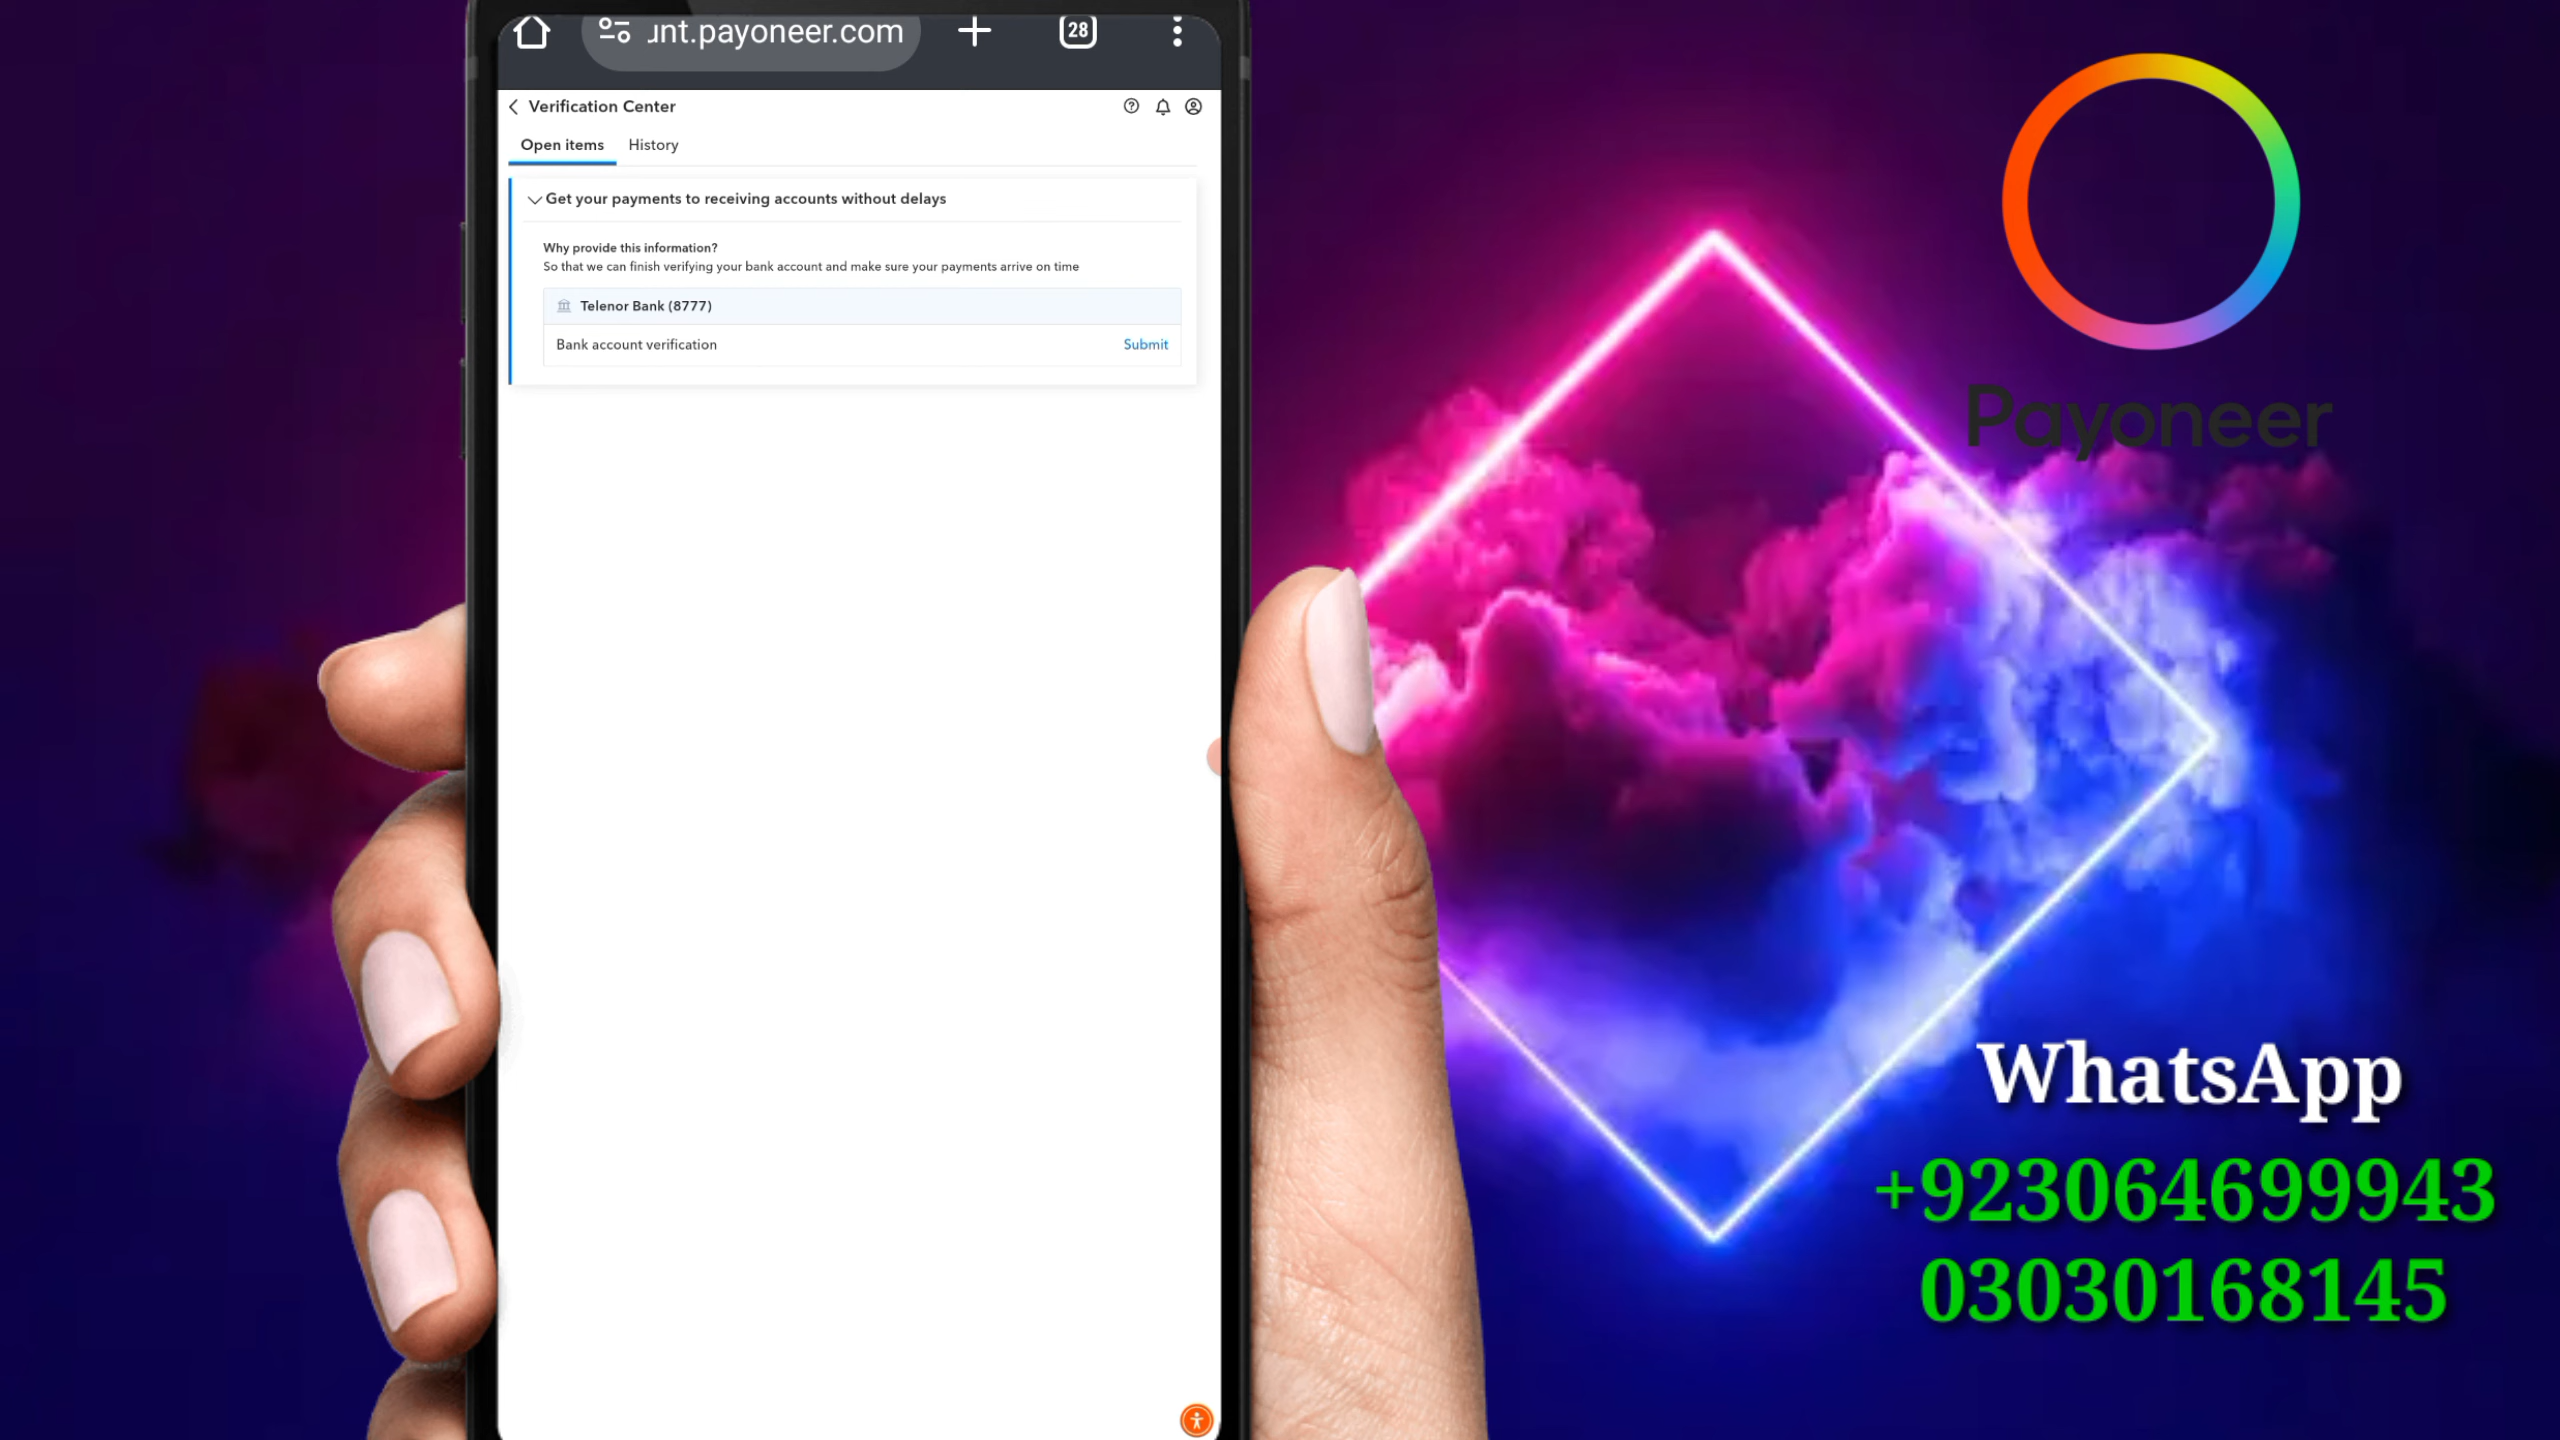 unt.payoneer.com
28
Verification Center
Open items
History
Get your payments to receiving accounts without delays
Why provide this information?
So that we can finish verifying your bank account and make sure your payments arrive on time
Telenor Bank (8777)
Bank account verification
Submit
Payoneer
WhatsApp
+923064699943
03030168145